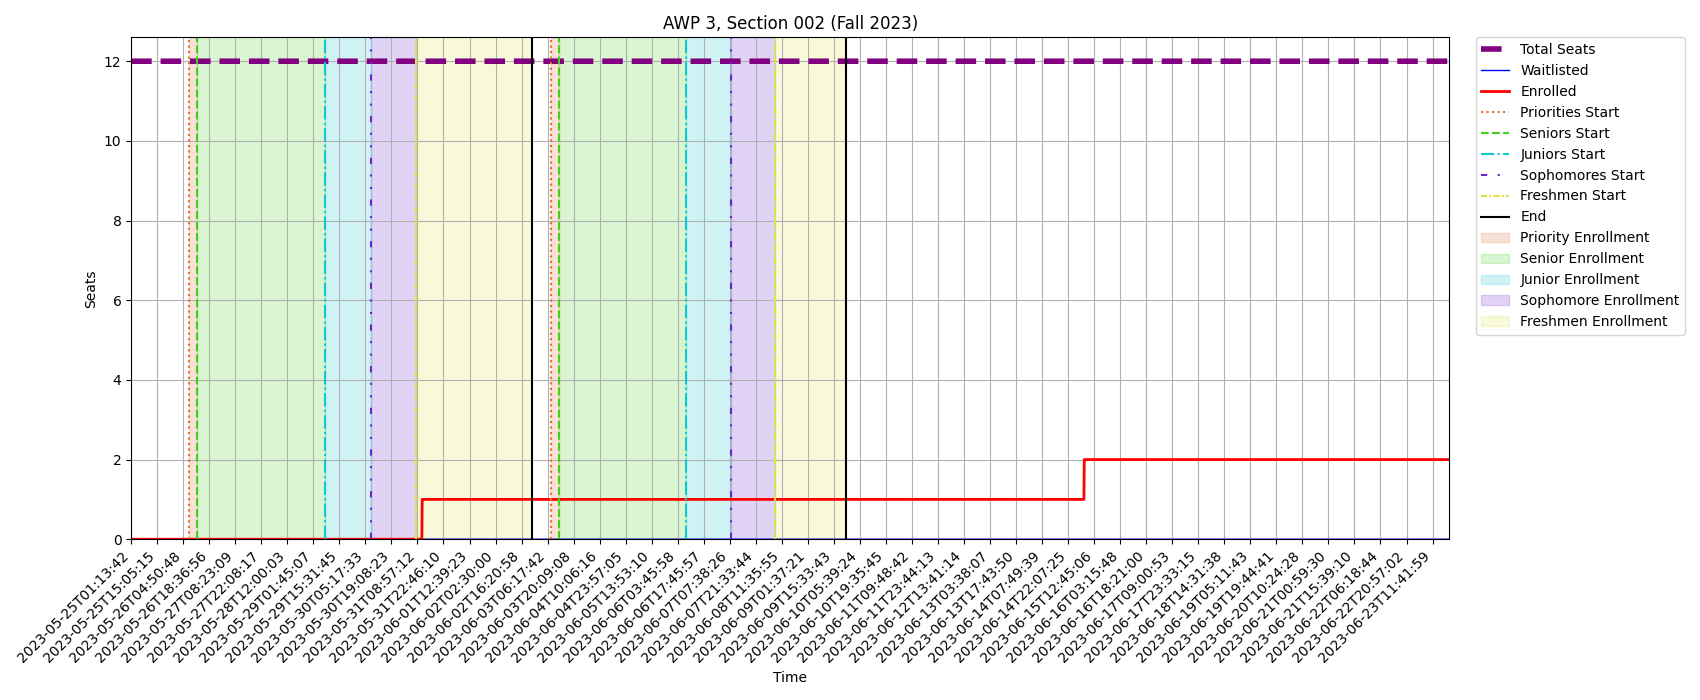 AWP 3, Section 002 (Fall 2023)
Seats
12
10
8
6
4
2
0
2023-05-25T01:13:42
2023-05-25T15:05:15
2023-05-26T04:50:48
2023-05-26T18:36:56
2023-05-27T08:23:09
2023-05-27T22:08:17
2023-05-28T12:00:03
2023-05-29T01:45:07
2023-05-29T15:31:45
2023-05-30T05:17:33
2023-05-30T19:08:23
2023-05-31T08:57:12
2023-05-31T22:46:10
2023-06-01T12:39:23
2023-06-02T02:30:00
2023-06-02T16:20:58
2023-06-03T06:17:42
2023-06-03T20:09:08
2023-06-04T10:06:16
2023-06-04T23:57:05
2023-06-05T13:53:10
2023-06-06T03:45:58
2023-06-06T17:45:57
2023-06-07T07:38:26
2023-06-07T21:33:44
2023-06-08T11:35:55
2023-06-09T01:37:21
2023-06-09T15:33:43
2023-06-10T05:39:24
2023-06-10T19:35:45
2023-06-11T09:48:42
2023-06-11T23:44:13
2023-06-12T13:41:14
2023-06-13T03:38:07
2023-06-13T17:43:50
2023-06-14T07:49:39
2023-06-14T22:07:25
2023-06-15T12:45:06
2023-06-16T03:15:48
2023-06-16T18:21:00
2023-06-17T09:00:53
2023-06-17T23:33:15
2023-06-18T14:31:38
2023-06-19T05:11:43
2023-06-19T19:44:41
2023-06-20T10:24:28
2023-06-21T00:59:30
2023-06-21T15:39:10
2023-06-22T06:18:44
2023-06-22T20:57:02
2023-06-23T11:41:59
Time
Total Seats
Waitlisted
Enrolled
Priorities Start
Seniors Start
Juniors Start
Sophomores Start
Freshmen Start
End
Priority Enrollment
Senior Enrollment
Junior Enrollment
Sophomore Enrollment
Freshmen Enrollment